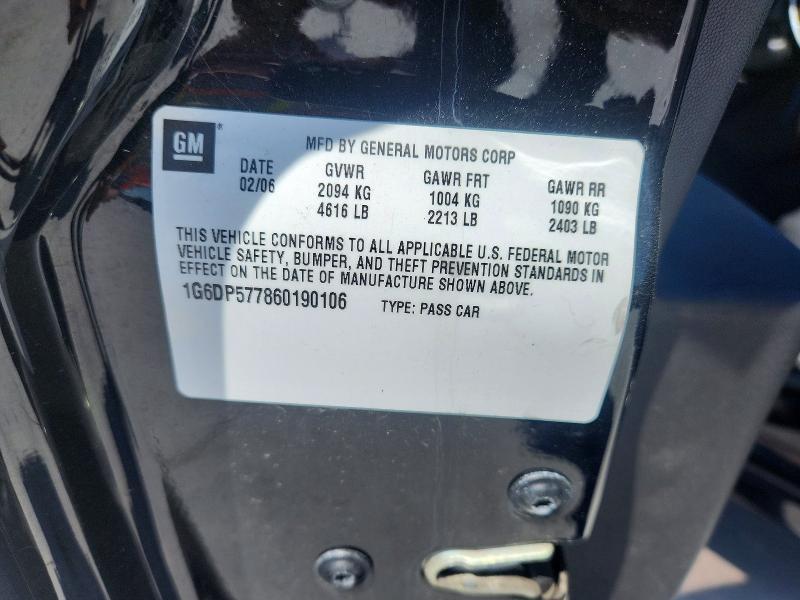 GM
MFD BY GENERAL MOTORS CORP
DATE GVWR GAWR FRT GAWR RR
02/06 2094 KG 1004 KG 1090 KG
4616 LB 2213 LB 2403 LB
THIS VEHICLE CONFORMS TO ALL APPLICABLE U.S. FEDERAL MOTOR
VEHICLE SAFETY, BUMPER, AND THEFT PREVENTION STANDARDS IN
EFFECT ON THE DATE OF MANUFACTURE SHOWN ABOVE.
1G6DP577860190106 TYPE: PASS CAR